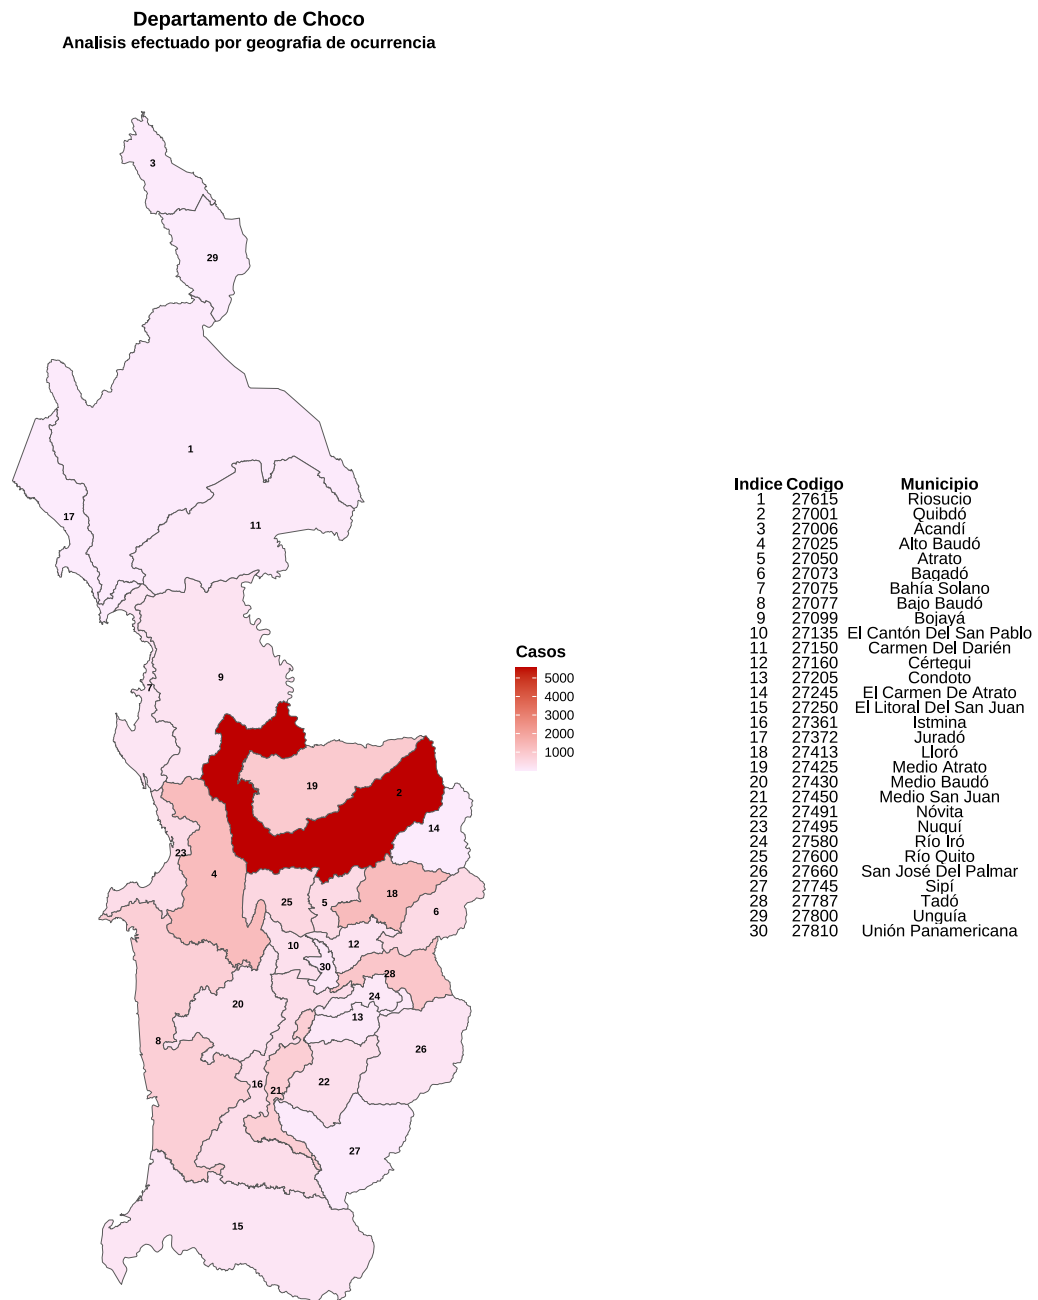 Departamento de Choco
Analisis efectuado por geografia de ocurrencia
3
29
1
17
11
7
9
19
2
14
23
4
25
5
18
6
10
12
30
28
24
20
13
8
26
16
21
22
27
15
Casos
5000
4000
3000
2000
1000
Indice Codigo Municipio
1 27615 Riosucio
2 27001 Quibdó
3 27006 Acandí
4 27025 Alto Baudó
5 27050 Atrato
6 27073 Bagadó
7 27075 Bahía Solano
8 27077 Bajo Baudó
9 27099 Bojayá
10 27135 El Cantón Del San Pablo
11 27150 Carmen Del Darién
12 27160 Cértegui
13 27205 Condoto
14 27245 El Carmen De Atrato
15 27250 El Litoral Del San Juan
16 27361 Istmina
17 27372 Juradó
18 27413 Lloró
19 27425 Medio Atrato
20 27430 Medio Baudó
21 27450 Medio San Juan
22 27491 Nóvita
23 27495 Nuquí
24 27580 Río Iró
25 27600 Río Quito
26 27660 San José Del Palmar
27 27745 Sipí
28 27787 Tadó
29 27800 Unguía
30 27810 Unión Panamericana